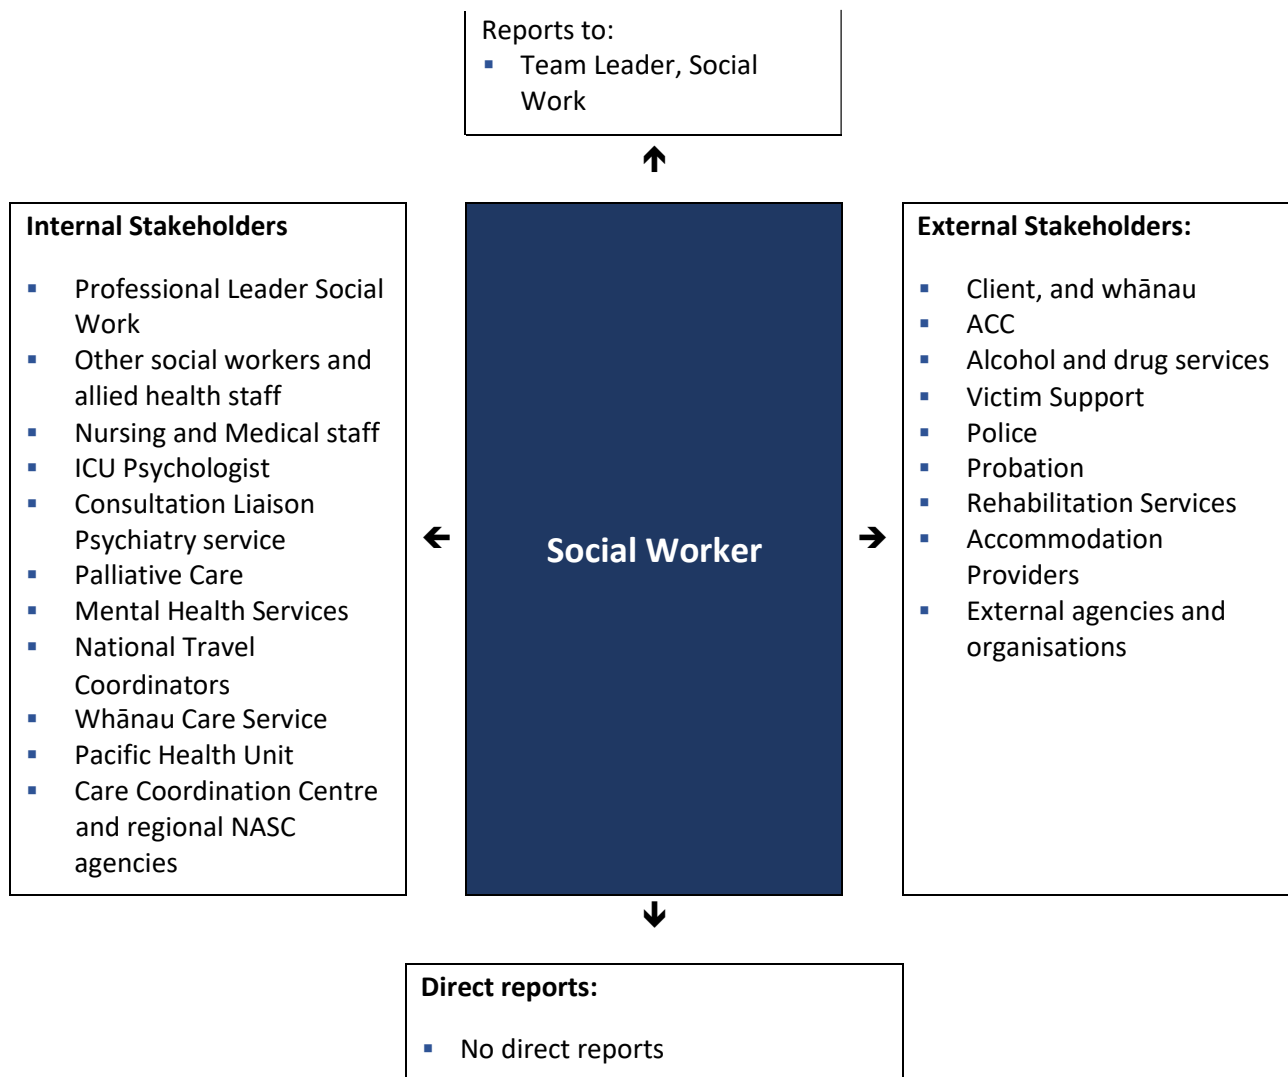 Reports to:
▪ Team Leader, Social
Work
Internal Stakeholders
▪ Professional Leader Social
Work
▪ Other social workers and
allied health staff
▪ Nursing and Medical staff
▪ ICU Psychologist
▪ Consultation Liaison
Psychiatry service
▪ Palliative Care
▪ Mental Health Services
▪ National Travel
Coordinators
▪ Whānau Care Service
▪ Pacific Health Unit
▪ Care Coordination Centre
and regional NASC
agencies
Social Worker
External Stakeholders:
▪ Client, and whānau
▪ ACC
▪ Alcohol and drug services
▪ Victim Support
▪ Police
▪ Probation
▪ Rehabilitation Services
▪ Accommodation
Providers
▪ External agencies and
organisations
Direct reports:
▪ No direct reports